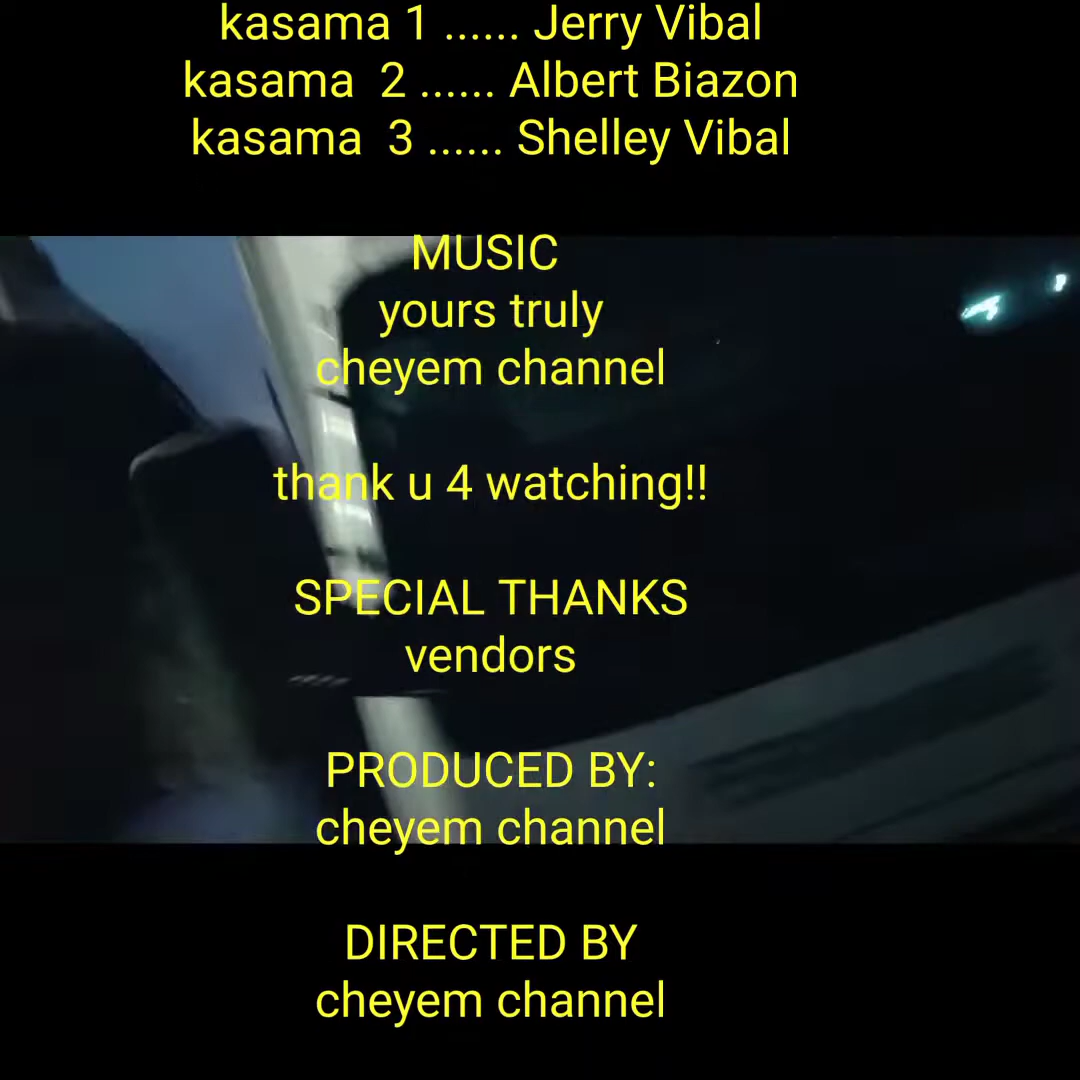 kasama 1 ...... Jerry Vibal
kasama  2 ...... Albert Biazon
kasama  3 ...... Shelley Vibal
MUSIC
yours truly
cheyem channel
thank u 4 watching!!
SPECIAL THANKS
vendors
PRODUCED BY:
cheyem channel
DIRECTED BY
cheyem channel